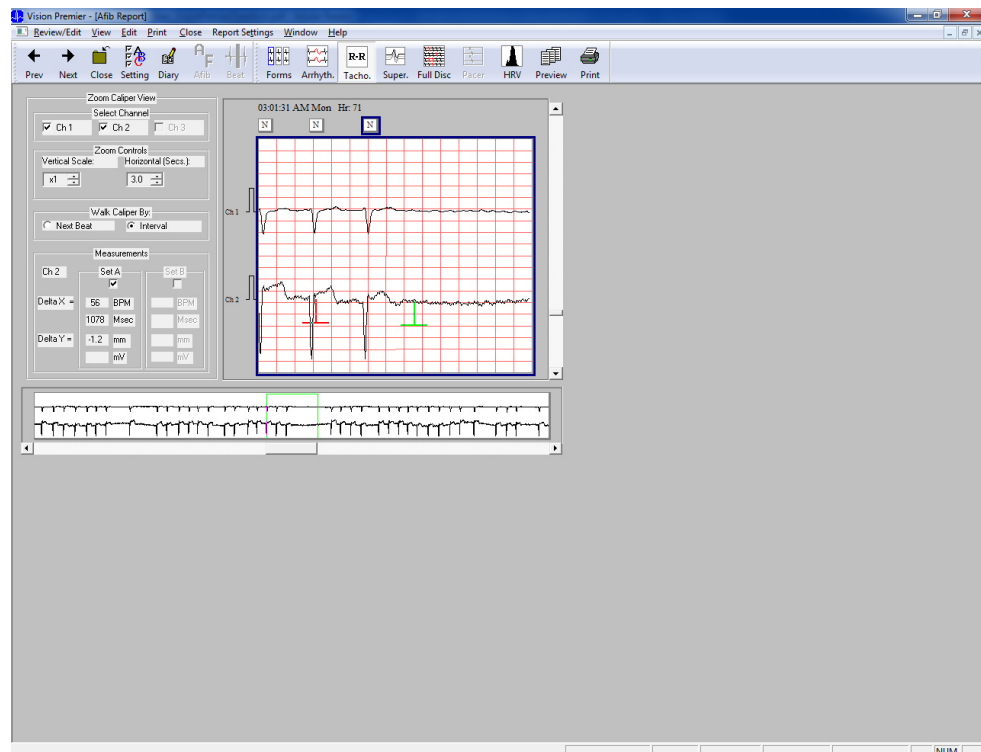 Vision Premier - [Afib Report]
Review/Edit View Edit Print Close Report Settings Window Help
Prev Next Close Setting Diary Afib Beat Forms Arrhyth. Tacho. Super. Full Disc Pacer HRV Preview Print
A F
R-R
Zoom Caliper View
Select Channel
Ch 1 Ch 2 Ch 3
Zoom Controls
Vertical Scale: Horizontal (Secs.):
x1 3.0
Walk Caliper By:
Next Beat Interval
Measurements
Ch 2 Set A Set B
Delta X = 56 BPM BPM
1078 Msec Msec
Delta Y = -1.2 mm mm
mV mV
03:01:31 AM Mon Hr: 71
N N N
Ch 1
Ch 2
NUM